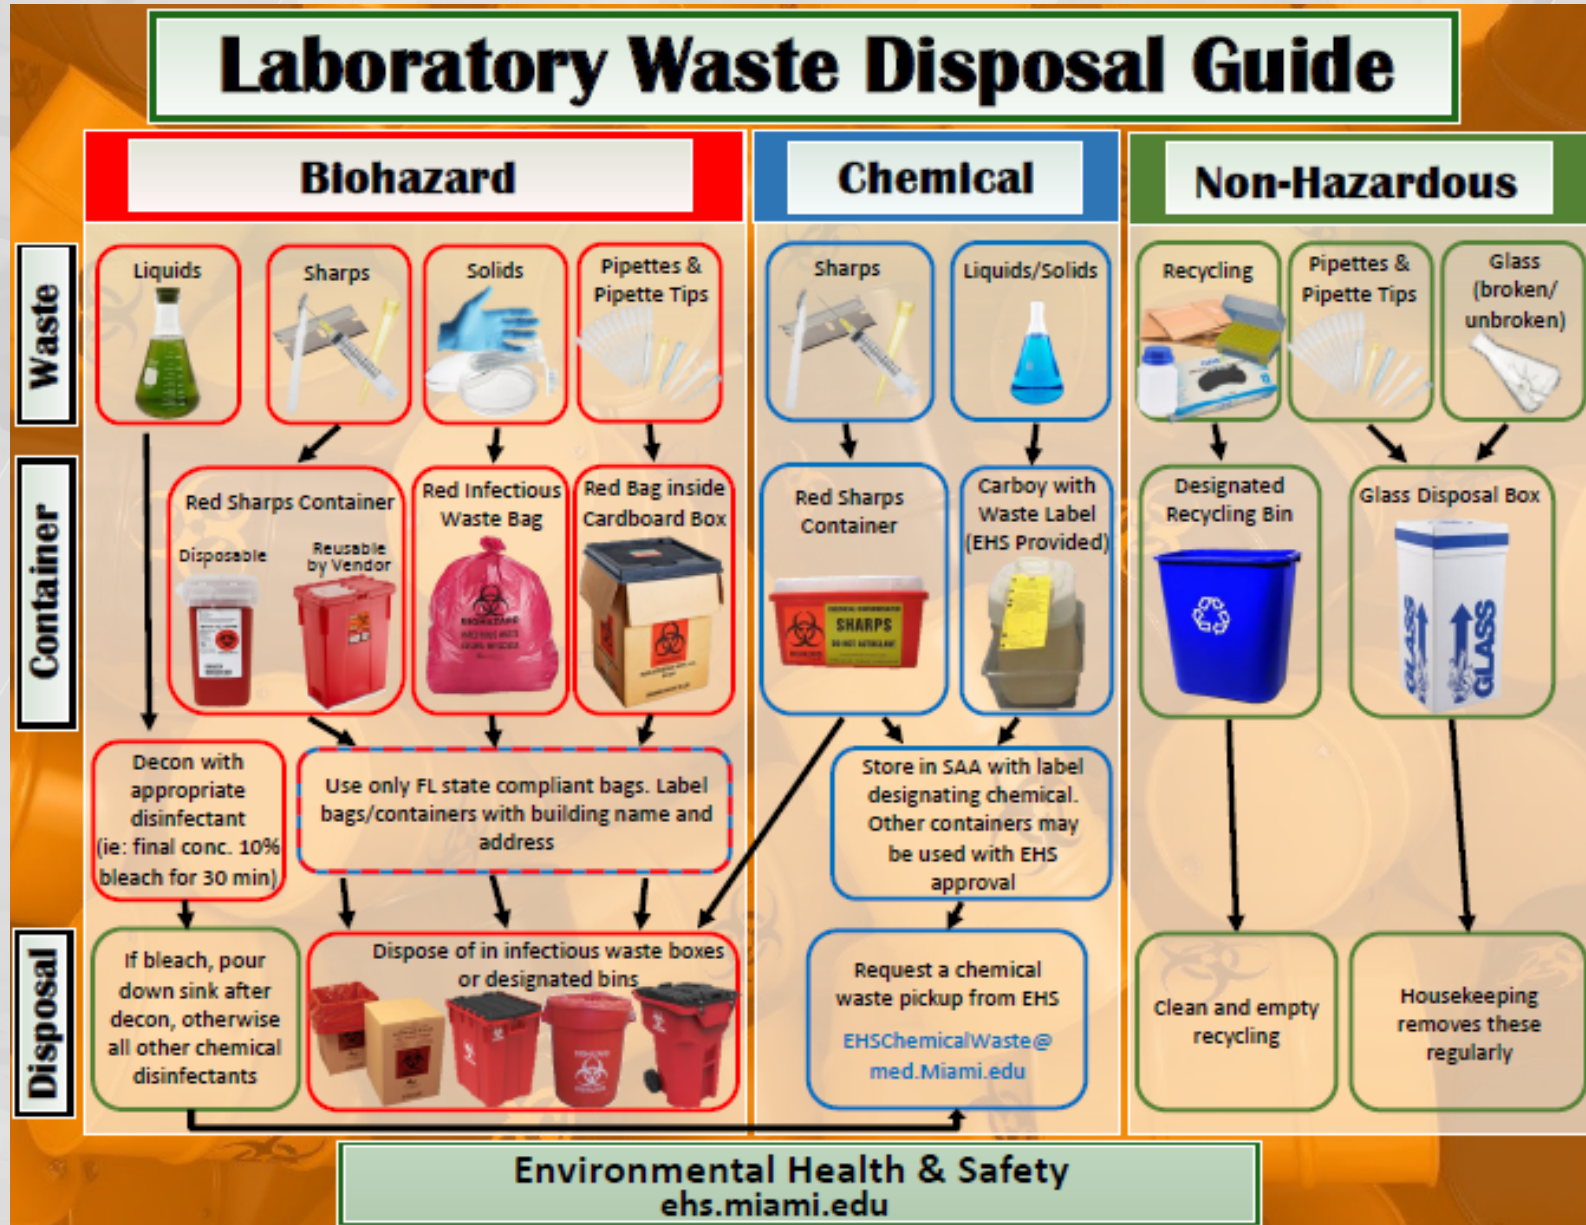 Laboratory Waste Disposal Guide
Biohazard
Chemical
Non-Hazardous
Waste
Liquids
Sharps
Solids
Pipettes &
Pipette Tips
Sharps
Liquids/Solids
Recycling
Pipettes &
Pipette Tips
Glass
(broken/
unbroken)
Container
Red Sharps Container
Disposable
Reusable
by Vendor
Red Infectious
Waste Bag
BIOHAZARD
Red Bag inside
Cardboard Box
Red Sharps
Container
SHARPS
DO NOT AUTOCLAVE
Carboy with
Waste Label
(EHS Provided)
Designated
Recycling Bin
Glass Disposal Box
GLASS
GLASS
Decon with
appropriate
disinfectant
(ie: final conc. 10%
bleach for 30 min)
Use only FL state compliant bags. Label
bags/containers with building name and
address
Store in SAA with label
designating chemical.
Other containers may
be used with EHS
approval
Disposal
If bleach, pour
down sink after
decon, otherwise
all other chemical
disinfectants
Dispose of in infectious waste boxes
or designated bins
Request a chemical
waste pickup from EHS
EHSChemicalWaste@
med.Miami.edu
Clean and empty
recycling
Housekeeping
removes these
regularly
Environmental Health & Safety
ehs.miami.edu